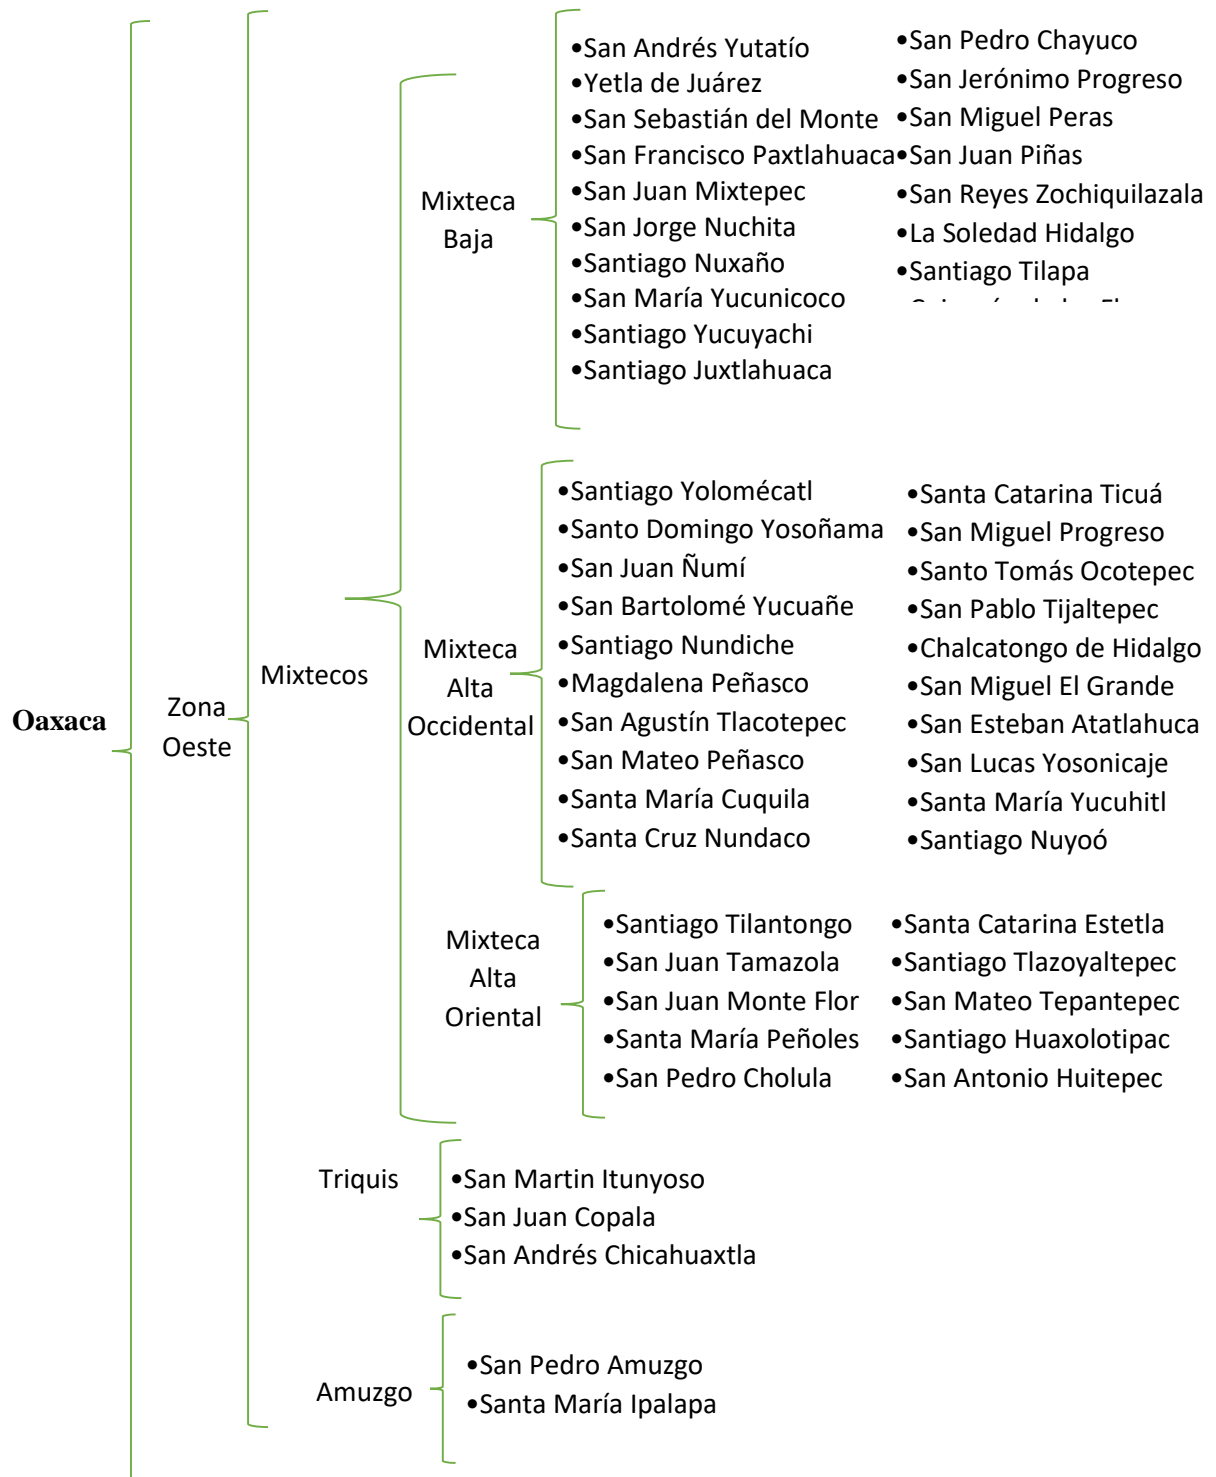 Oaxaca
Zona
Oeste
Mixtecos
Mixteca
Baja
•San Andrés Yutatío
•Yetla de Juárez
•San Sebastián del Monte
•San Francisco Paxtlahuaca
•San Juan Mixtepec
•San Jorge Nuchita
•Santiago Nuxaño
•San María Yucunicoco
•Santiago Yucuyachi
•Santiago Juxtlahuaca
•San Pedro Chayuco
•San Jerónimo Progreso
•San Miguel Peras
•San Juan Piñas
•San Reyes Zochiquilazala
•La Soledad Hidalgo
•Santiago Tilapa
Mixteca
Alta
Occidental
•Santiago Yolomécatl
•Santo Domingo Yosoñama
•San Juan Ñumí
•San Bartolomé Yucuañe
•Santiago Nundiche
•Magdalena Peñasco
•San Agustín Tlacotepec
•San Mateo Peñasco
•Santa María Cuquila
•Santa Cruz Nundaco
•Santa Catarina Ticuá
•San Miguel Progreso
•Santo Tomás Ocotepec
•San Pablo Tijaltepec
•Chalcatongo de Hidalgo
•San Miguel El Grande
•San Esteban Atatlahuca
•San Lucas Yosonicaje
•Santa María Yucuhitl
•Santiago Nuyoó
Mixteca
Alta
Oriental
•Santiago Tilantongo
•San Juan Tamazola
•San Juan Monte Flor
•Santa María Peñoles
•San Pedro Cholula
•Santa Catarina Estetla
•Santiago Tlazoyaltepec
•San Mateo Tepantepec
•Santiago Huaxolotipac
•San Antonio Huitepec
Triquis
•San Martin Itunyoso
•San Juan Copala
•San Andrés Chicahuaxtla
Amuzgo
•San Pedro Amuzgo
•Santa María Ipalapa